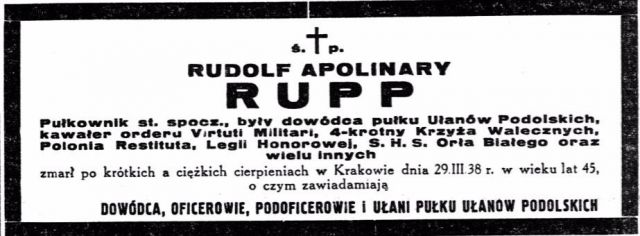 ś. † p.
RUDOLF APOLINARY
RUPP
Pułkownik st. spocz., były dowódca pułku Ułanów Podolskich,
kawaler orderu Virtuti Militari, 4-krotny Krzyża Walecznych,
Polonia Restituta, Legii Honorowej, S. H. S. Orła Białego oraz
wielu innych
zmarł po krótkich a ciężkich cierpieniach w Krakowie dnia 29.III.38 r. w wieku lat 45,
o czym zawiadamiają
DOWÓDCA, OFICEROWIE, PODOFICEROWIE i UŁANI PUŁKU UŁANÓW PODOLSKICH